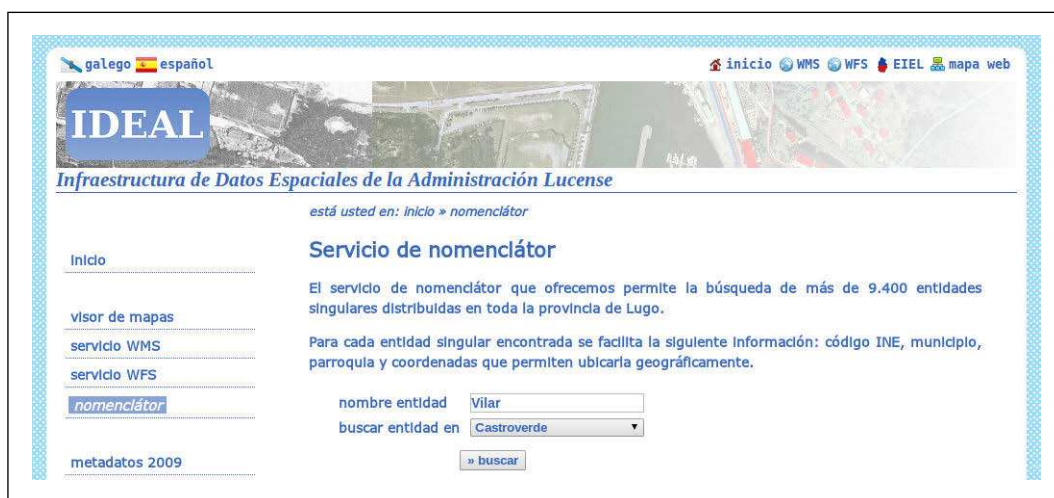 galego español
inicio WMS WFS EIEL mapa web
IDEAL
Infraestructura de Datos Espaciales de la Administración Lucense
está usted en: inicio » nomenclátor
inicio
visor de mapas
servicio WMS
servicio WFS
nomenclátor
metadatos 2009
Servicio de nomenclátor
El servicio de nomenclátor que ofrecemos permite la búsqueda de más de 9.400 entidades
singulares distribuidas en toda la provincia de Lugo.
Para cada entidad singular encontrada se facilita la siguiente información: código INE, municipio,
parroquia y coordenadas que permiten ubicarla geográficamente.
nombre entidad Vilar
buscar entidad en Castroverde
» buscar